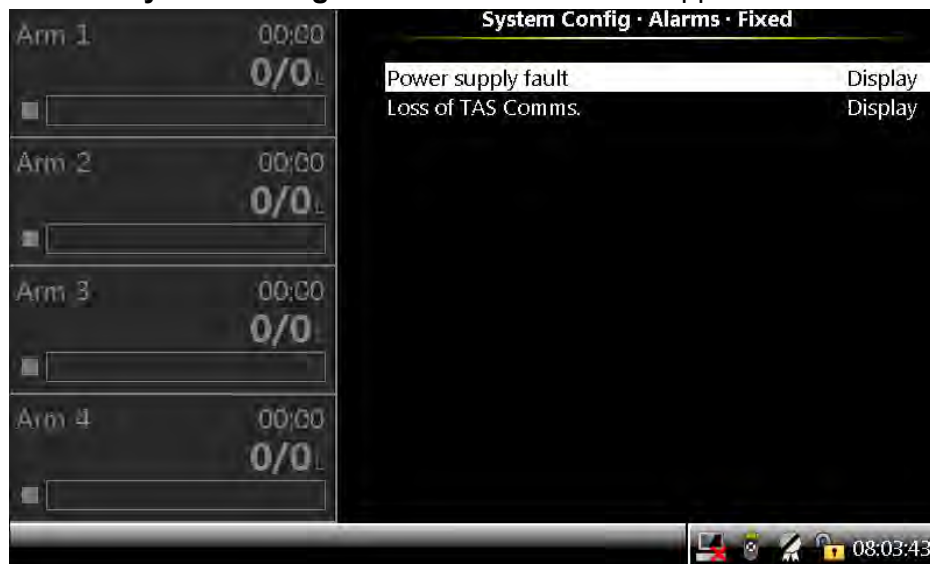 System Config · Alarms · Fixed
Arm 1 00:00
0/0 L
Arm 2 00:00
0/0 L
Arm 3 00:00
0/0 L
Arm 4 00:00
0/0 L
Power supply fault Display
Loss of TAS Comms. Display
08:03:43